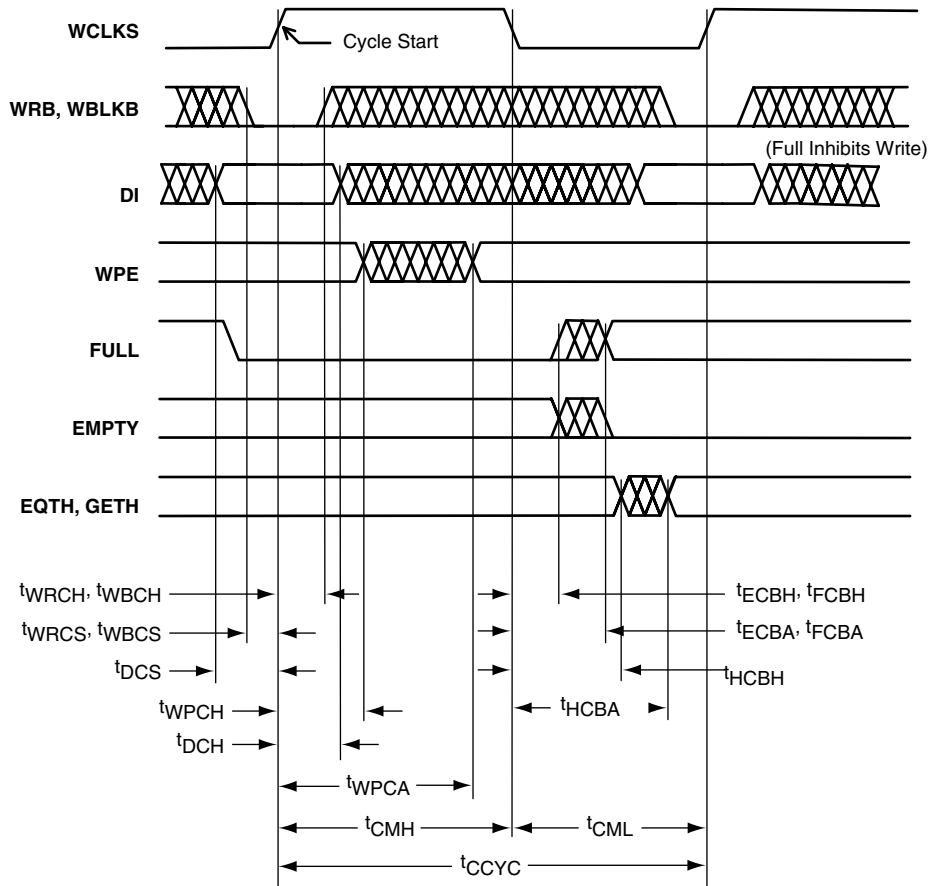 WCLKS
Cycle Start
WRB, WBLKB
(Full Inhibits Write)
DI
WPE
FULL
EMPTY
EQTH, GETH
tWRCH, tWBCH
tECBH, tFCBH
tWRCS, tWBCS
tECBA, tFCBA
tDCS
tHCBH
tWPCH
tHCBA
tDCH
tWPCA
tCMH
tCML
tCCYC